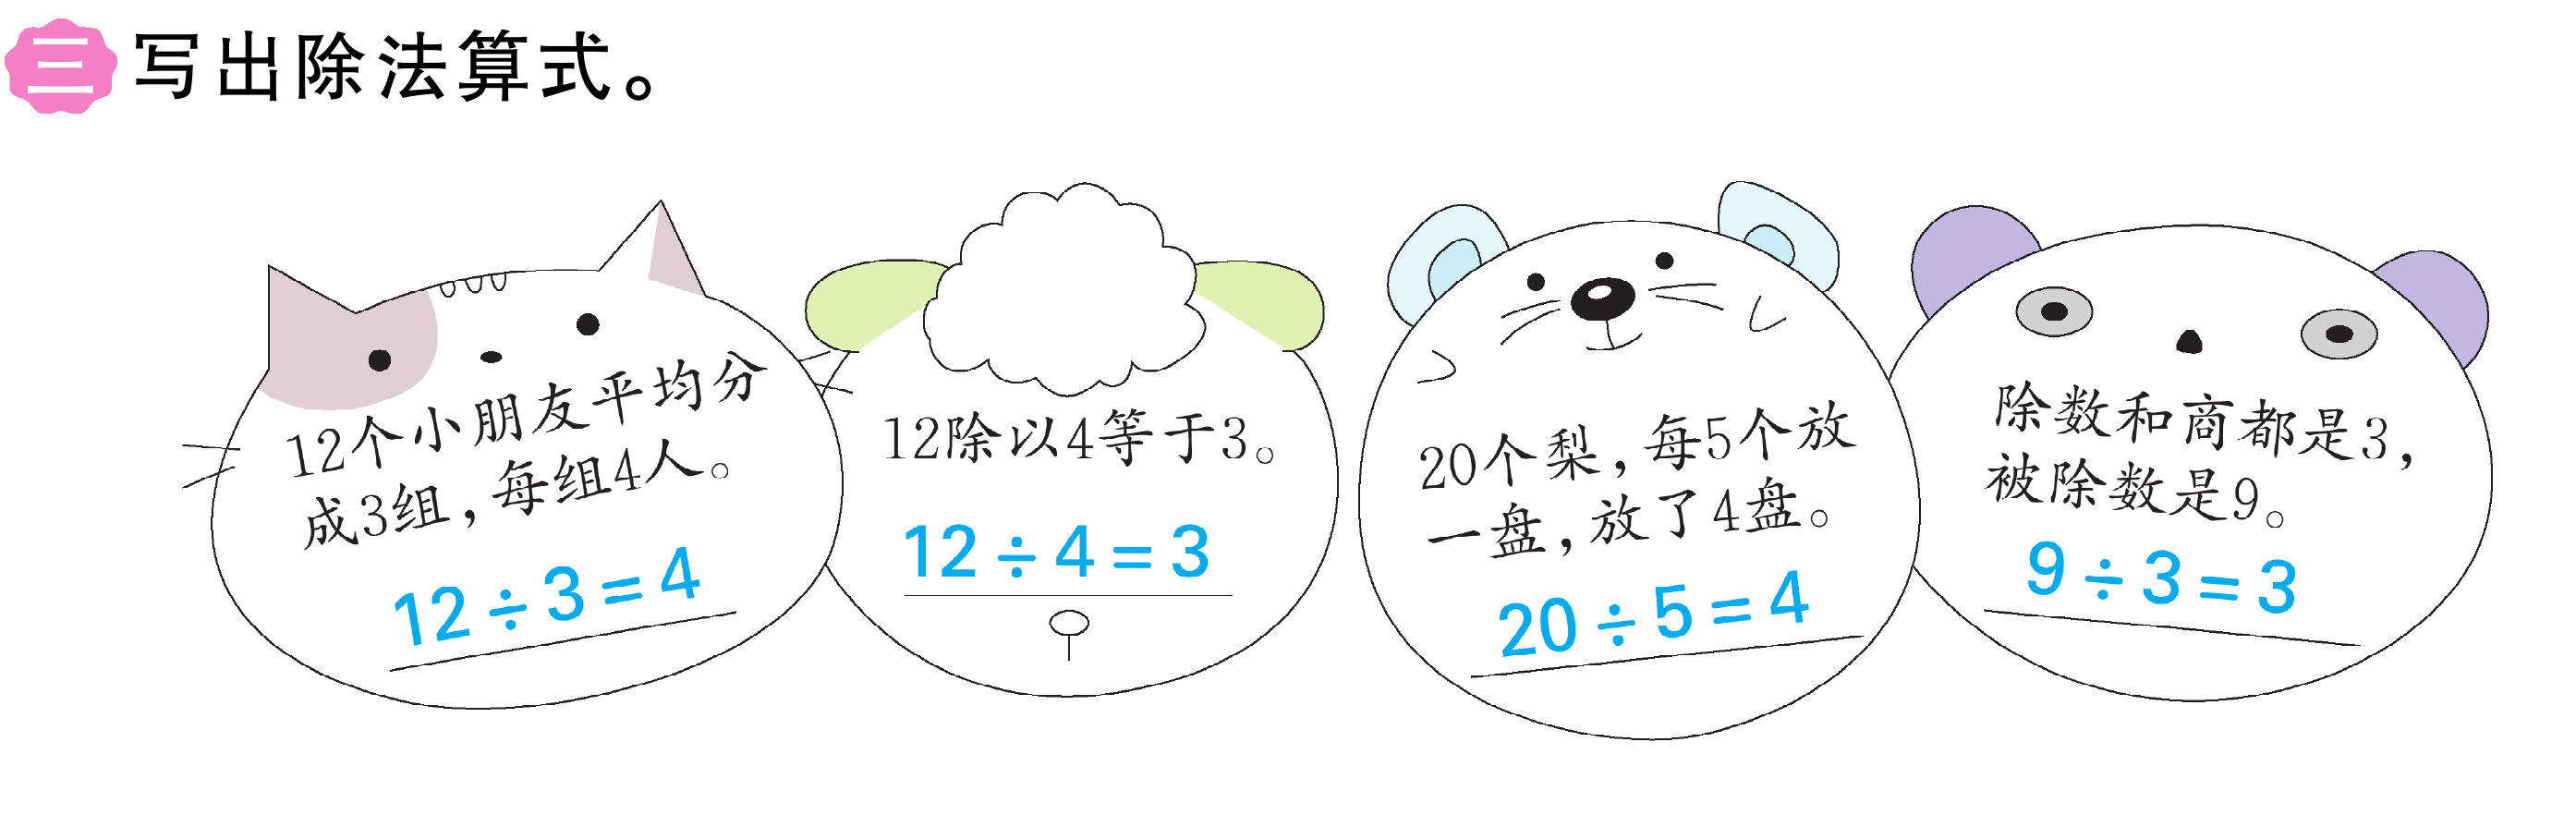 三 写出除法算式。
12个小朋友平均分
成3组，每组4人。
12÷3=4
12除以4等于3。
12÷4=3
20个梨，每5个放
一盘，放了4盘。
20÷5=4
除数和商都是3，
被除数是9。
9÷3=3